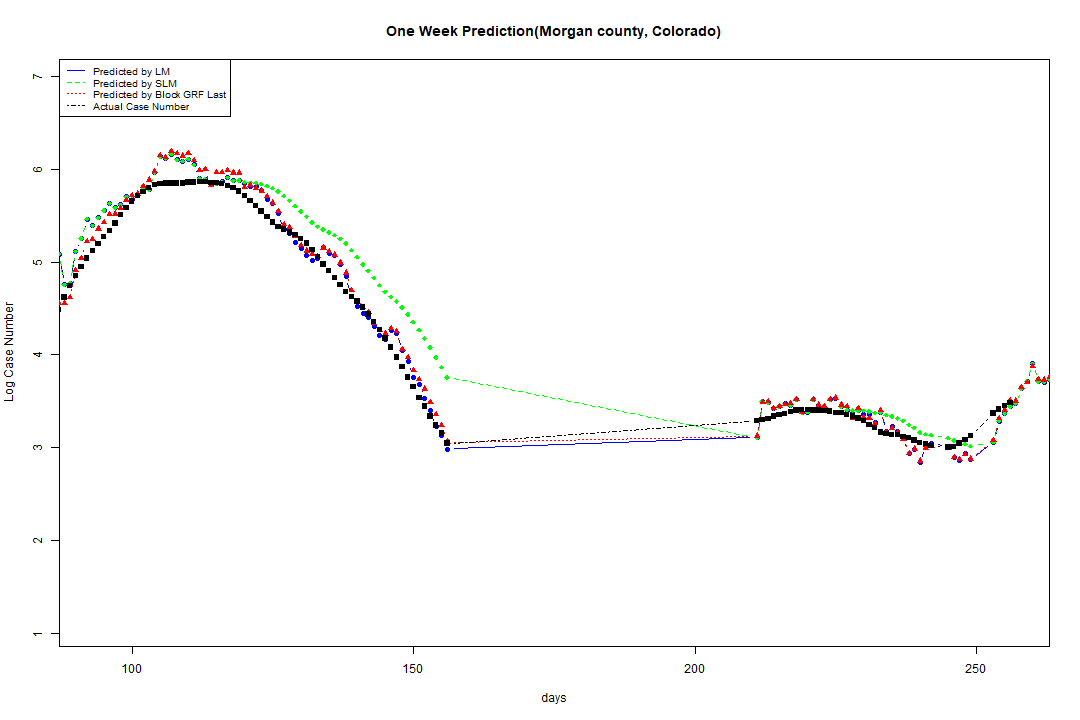 One Week Prediction(Morgan county, Colorado)
Predicted by LM
Predicted by SLM
Predicted by Block GRF Last
Actual Case Number
7
6
5
4
3
2
1
Log Case Number
100
150
200
250
days